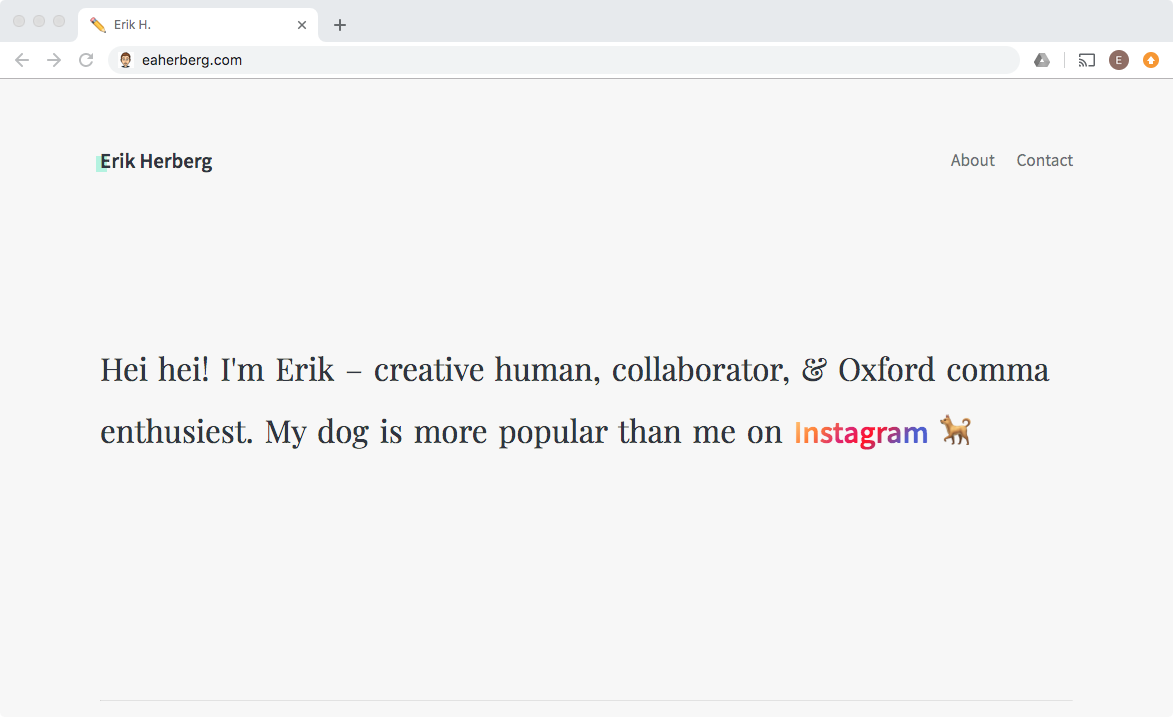 Erik H.
eaherberg.com
E
Erik Herberg
About Contact
Hei hei! I'm Erik – creative human, collaborator, & Oxford comma
enthusiest. My dog is more popular than me on Instagram 🐕